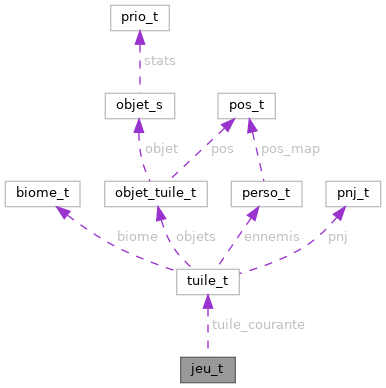 prio_t
stats
objet_s
pos_t
objet
pos
pos_map
biome_t
objet_tuile_t
perso_t
pnj_t
biome
objets
ennemis
pnj
tuile_t
tuile_courante
jeu_t